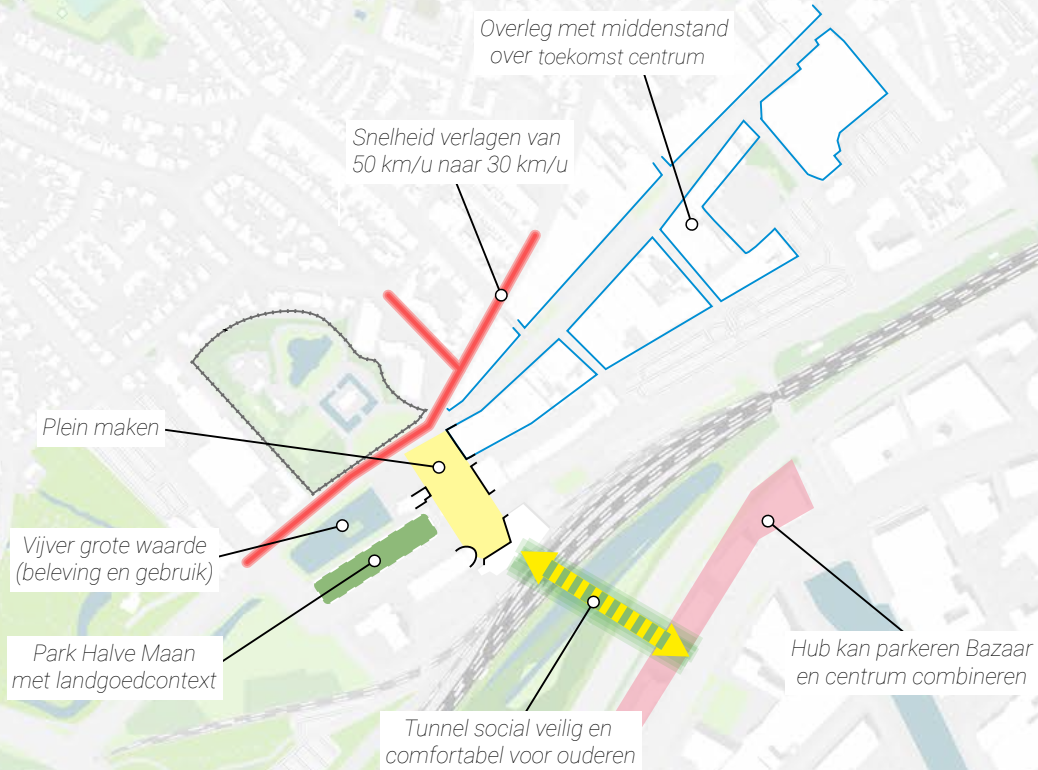 Overleg met middenstand
over toekomst centrum
Snelheid verlagen van
50 km/u naar 30 km/u
Plein maken
Vijver grote waarde
(beleving en gebruik)
Park Halve Maan
met landgoedcontext
Hub kan parkeren Bazaar
en centrum combineren
Tunnel social veilig en
comfortabel voor ouderen